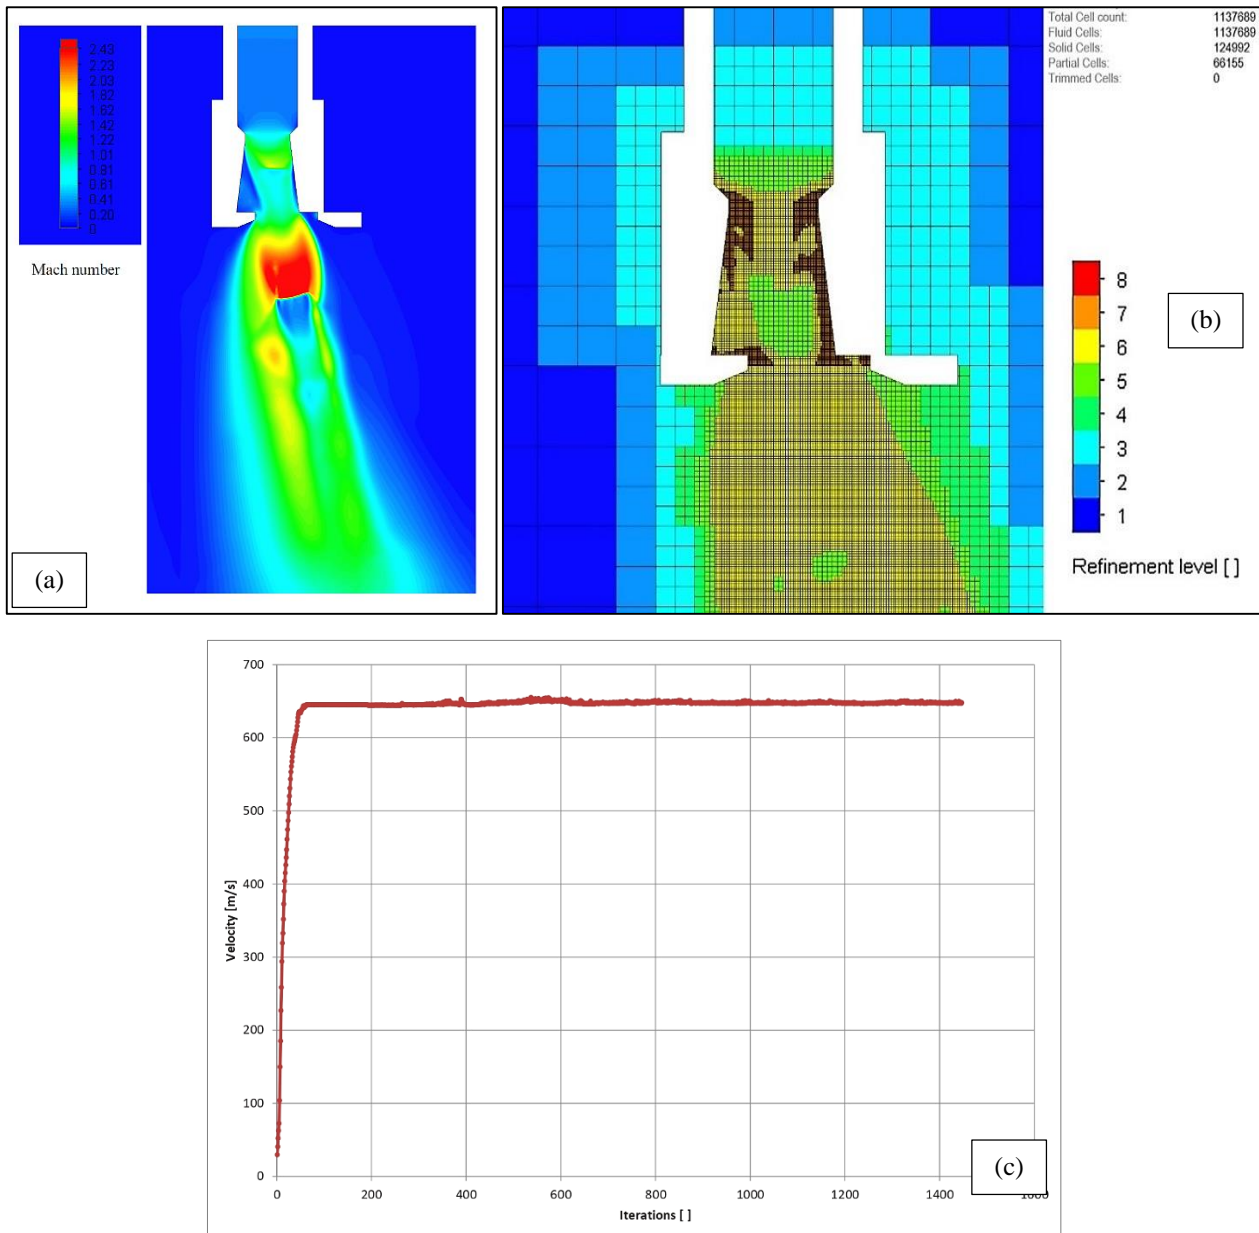 2.43
2.23
2.03
1.82
1.42
1.22
1.01
0.81
0.61
0.41
0.20
0
Mach number
(a)
Total Cell count: 1137689
Fluid Cells: 1137689
Solid Cells: 124992
Partial Cells: 66155
Trimmed Cells: 0
(b)
8
7
6
5
4
3
2
1
Refinement level [ ]
700
600
500
400
300
200
100
0
Velocity [m/s]
0 200 400 600 800 1000 1200 1400
Iterations [ ]
(c)